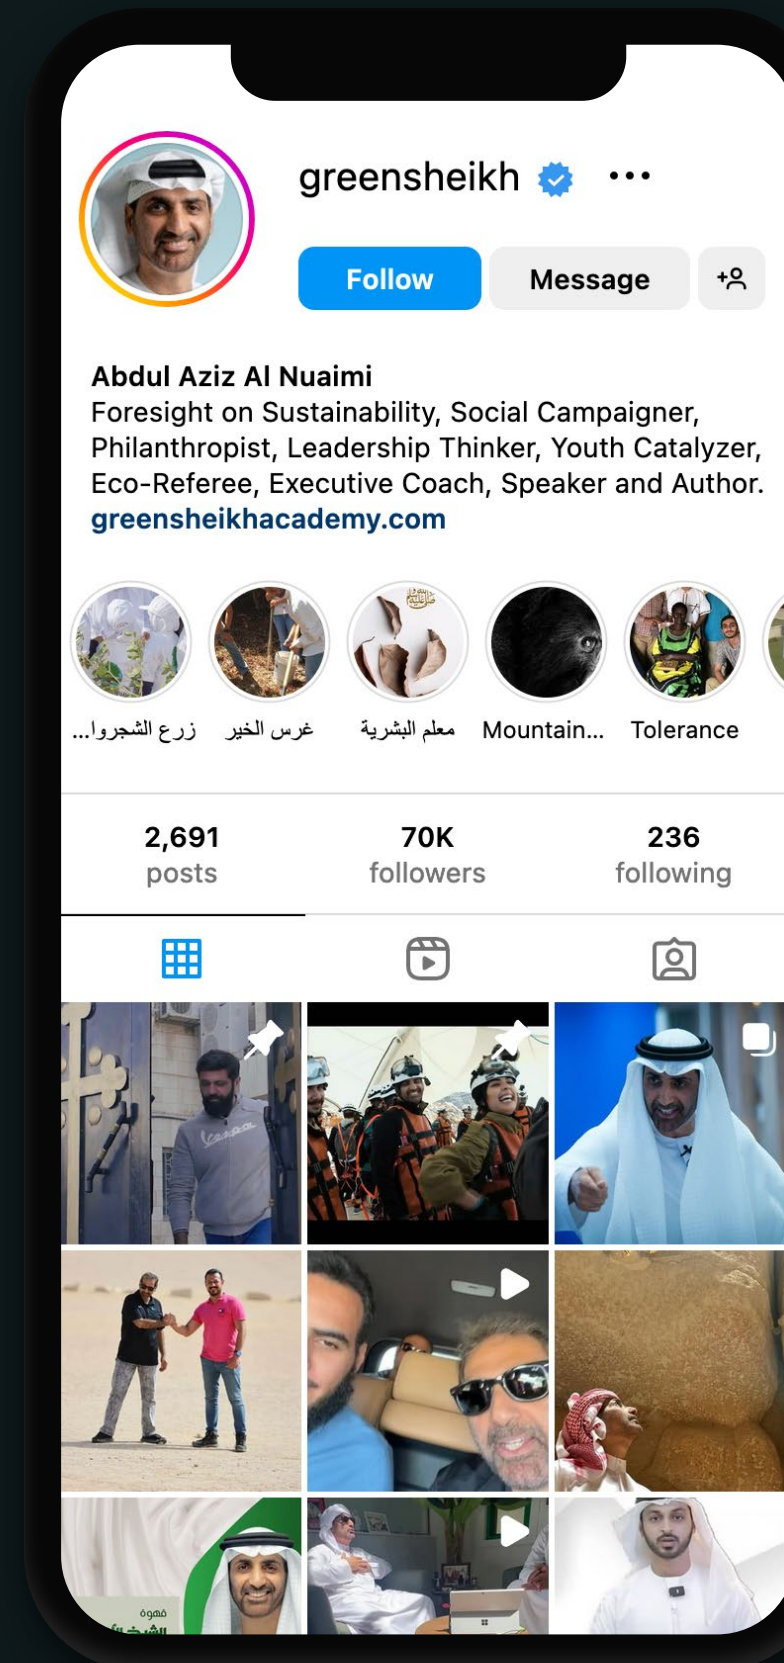 greensheikh
Follow
Message
Abdul Aziz Al Nuaimi
Foresight on Sustainability, Social Campaigner,
Philanthropist, Leadership Thinker, Youth Catalyzer,
Eco-Referee, Executive Coach, Speaker and Author.
greensheikhacademy.com
زرع الشجروا...
غرس الخير
معلم البشرية
Mountain...
Tolerance
2,691
posts
70K
followers
236
following
Vespa
قهوة